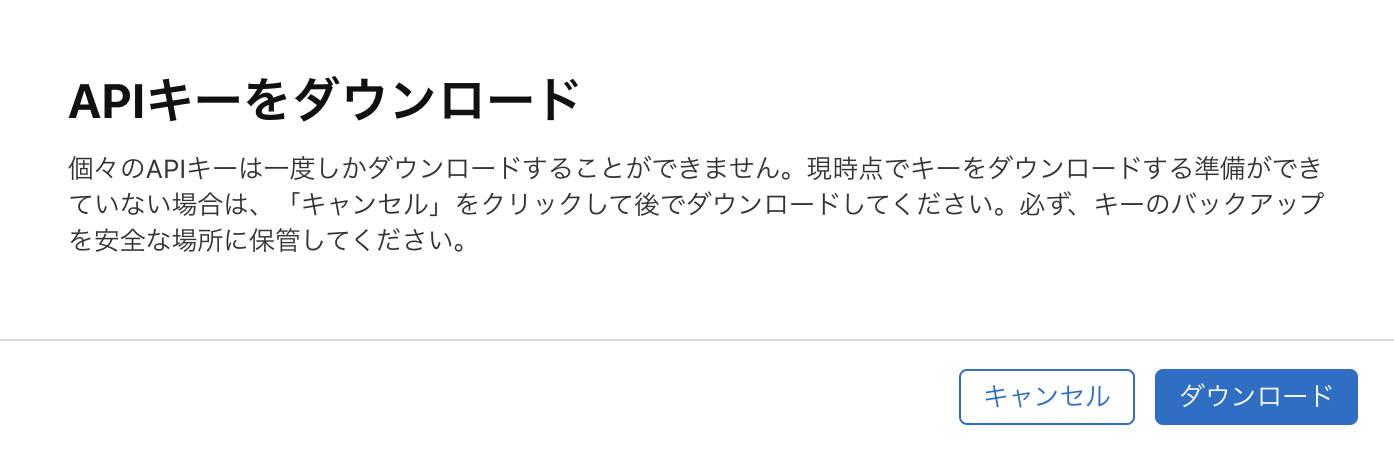 APIキーをダウンロード
個々のAPIキーは一度しかダウンロードすることができません。現時点でキーをダウンロードする準備ができ
ていない場合は、「キャンセル」をクリックして後でダウンロードしてください。必ず、キーのバックアップ
を安全な場所に保管してください。
キャンセル
ダウンロード